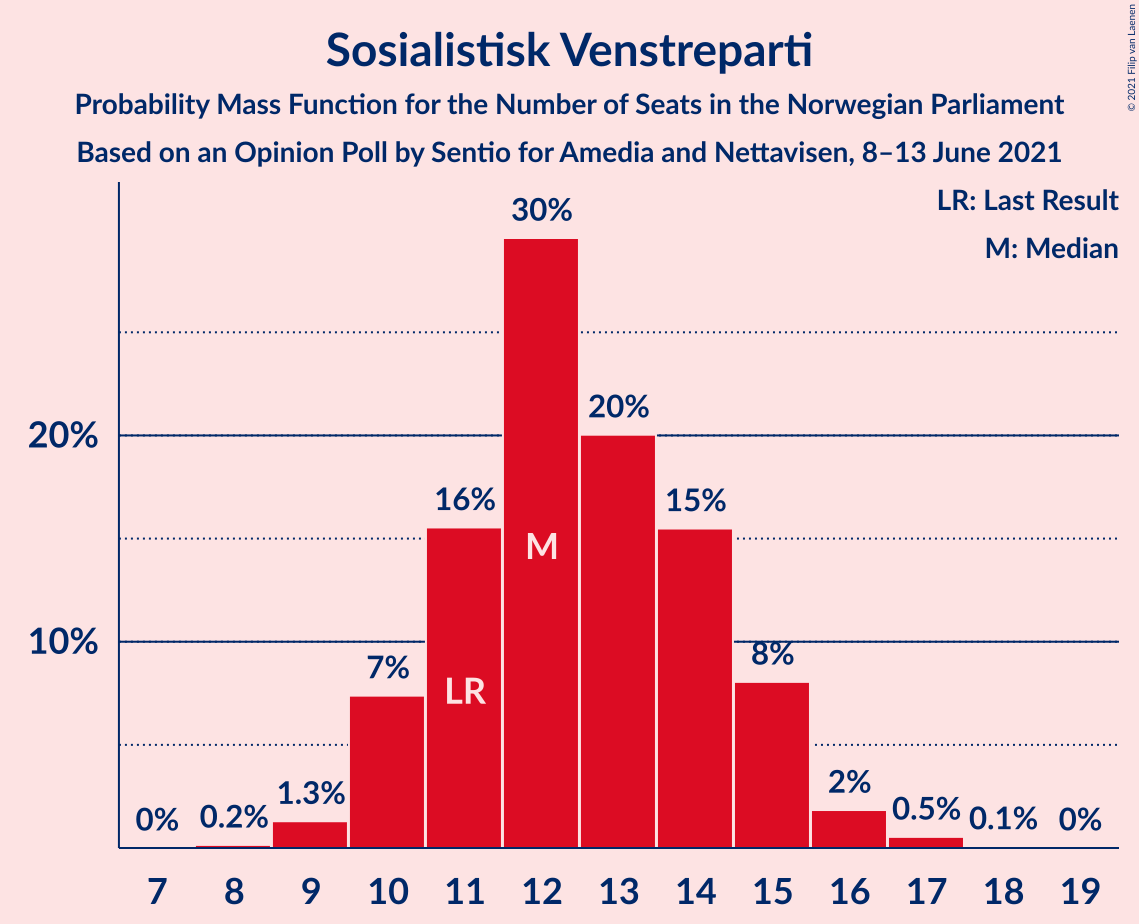 Sosialistisk Venstreparti
Probability Mass Function for the Number of Seats in the Norwegian Parliament
Based on an Opinion Poll by Sentio for Amedia and Nettavisen, 8–13 June 2021
© 2021 Filip van Laenen
LR: Last Result
M: Median
30%
20%
20%
16%
15%
M
10%
8%
7%
LR
2%
1.3%
0.5%
0%
0.2%
0.1%
0%
7 8 9 10 11 12 13 14 15 16 17 18 19